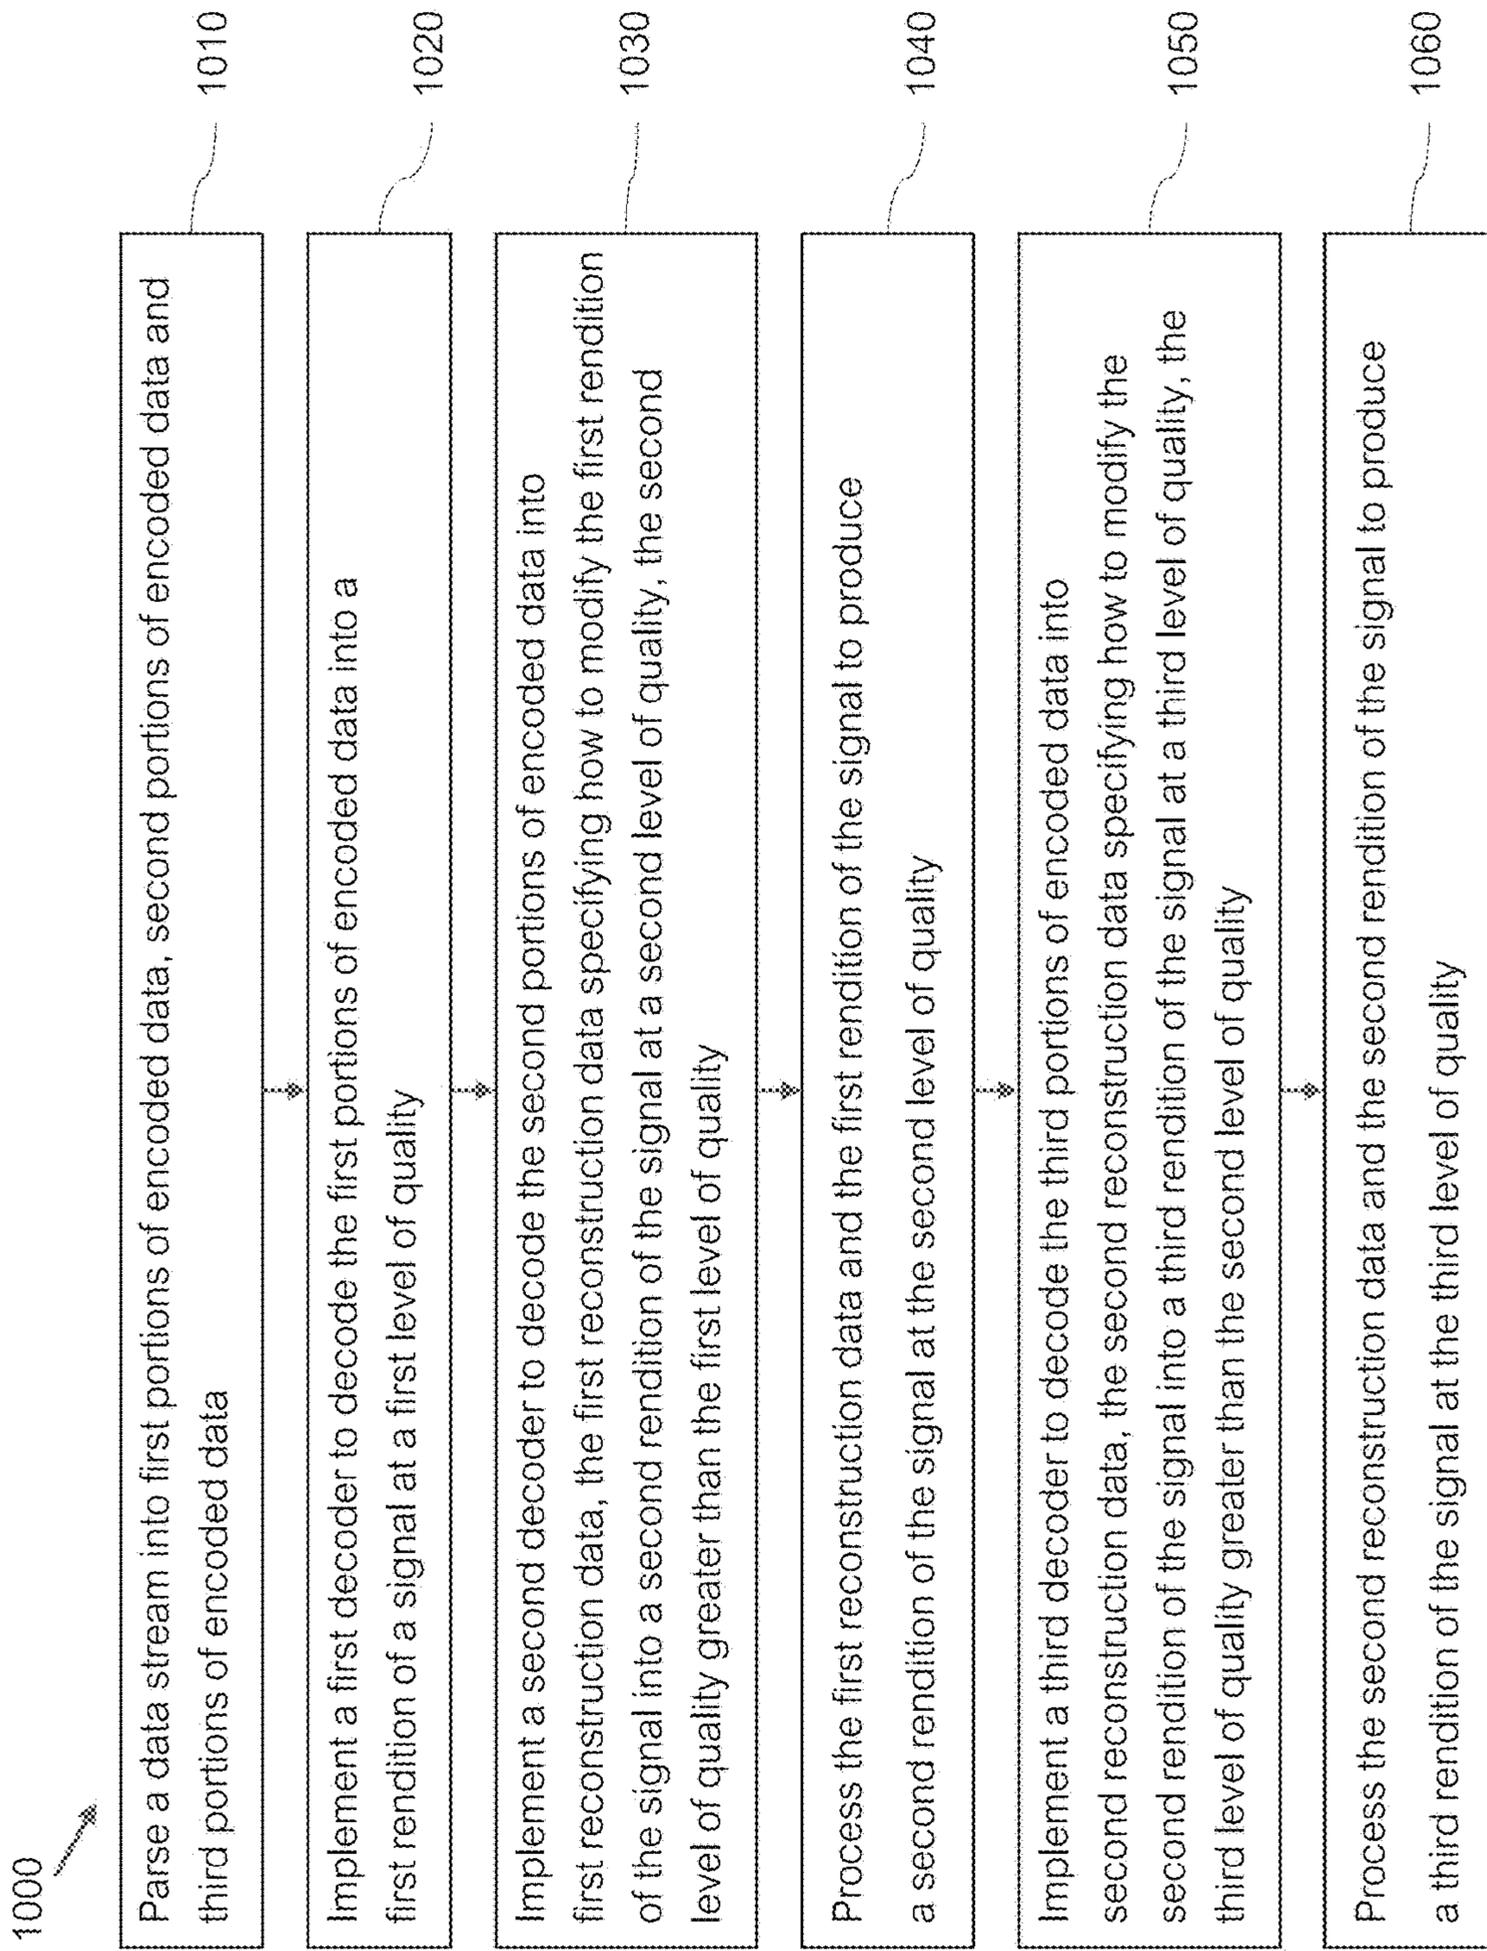 1000
Parse a data stream into first portions of encoded data, second portions of encoded data and
third portions of encoded data
1010
Implement a first decoder to decode the first portions of encoded data into a
first rendition of a signal at a first level of quality
1020
Implement a second decoder to decode the second portions of encoded data into
first reconstruction data, the first reconstruction data specifying how to modify the first rendition
of the signal into a second rendition of the signal at a second level of quality, the second
level of quality greater than the first level of quality
1030
Process the first reconstruction data and the first rendition of the signal to produce
a second rendition of the signal at the second level of quality
1040
Implement a third decoder to decode the third portions of encoded data into
second reconstruction data, the second reconstruction data specifying how to modify the
second rendition of the signal into a third rendition of the signal at a third level of quality, the
third level of quality greater than the second level of quality
1050
Process the second reconstruction data and the second rendition of the signal to produce
a third rendition of the signal at the third level of quality
1060